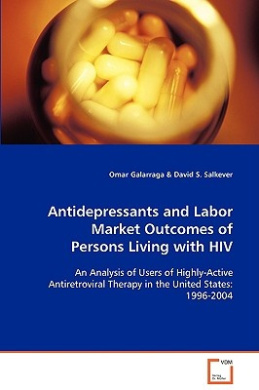 Omar Galarraga & David S. Salkever
Antidepressants and Labor
Market Outcomes of
Persons Living with HIV
An Analysis of Users of Highly-Active
Antiretroviral Therapy in the United States:
1996-2004
VDM